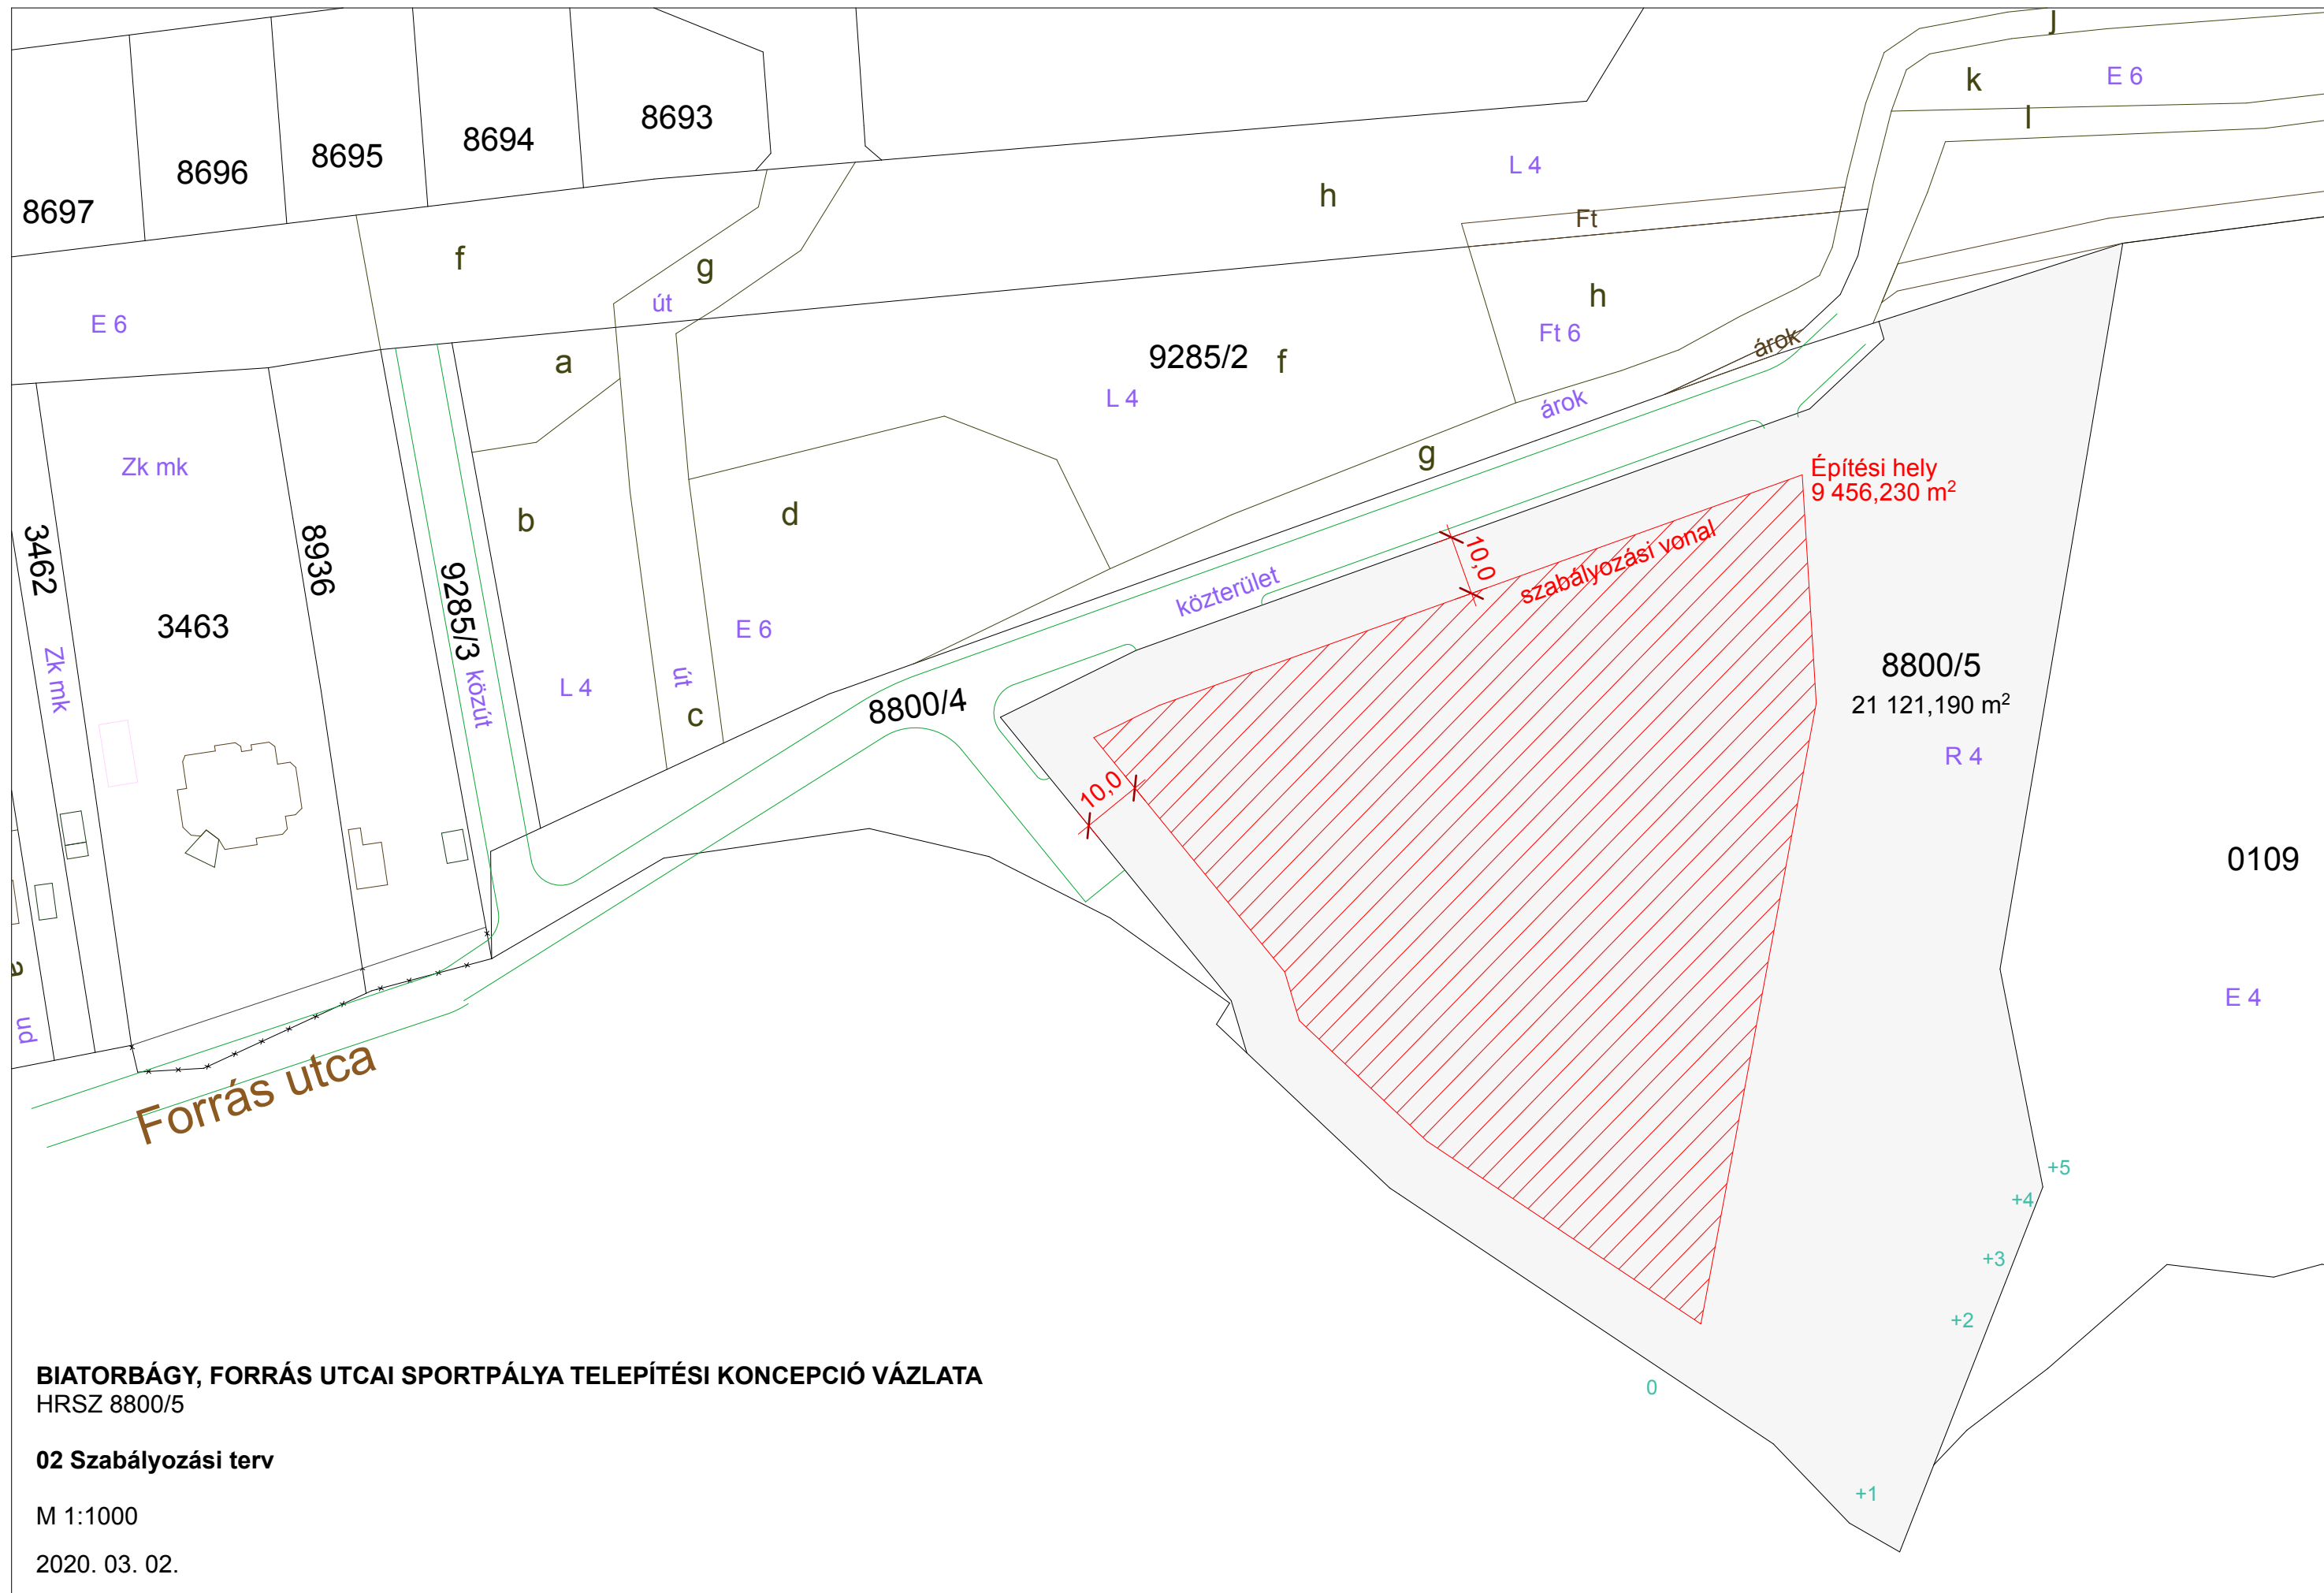 j
k
E 6
l
8693
8694
8695
8696
8697
L 4
h
Ft
f
g
út
E 6
h
Ft 6
árok
a
9285/2 f
L 4
árok
g
Zk mk
Építési hely
9 456,230 m²
b
d
10,0
szabályozási vonal
3462
8936
9285/3 közút
közterület
3463
E 6
Zk mk
L 4
út
c
8800/4
8800/5
21 121,190 m²
R 4
10,0
0109
a
E 4
ud
Forrás utca
+5
+4
+3
+2
0
+1
BIATORBÁGY, FORRÁS UTCAI SPORTPÁLYA TELEPÍTÉSI KONCEPCIÓ VÁZLATA
HRSZ 8800/5
02 Szabályozási terv
M 1:1000
2020. 03. 02.